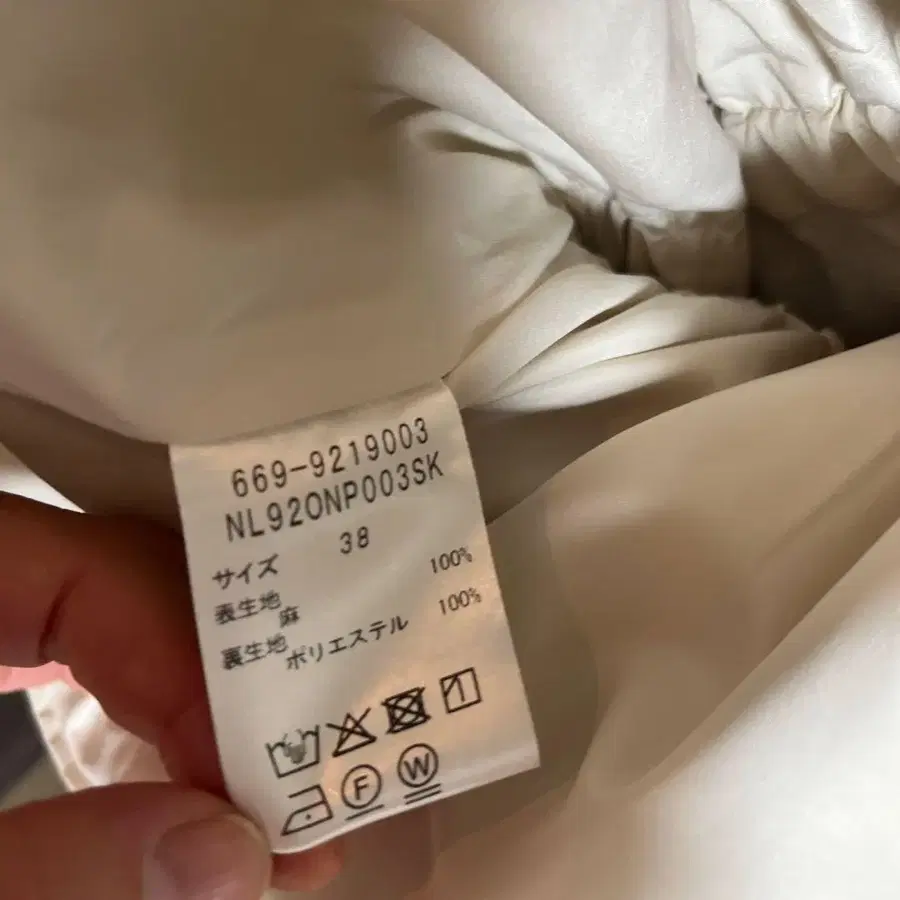 669-9219003
NL920NP003SK
サイズ 38
表生地 麻 100%
裏生地 ポリエステル 100%
F W